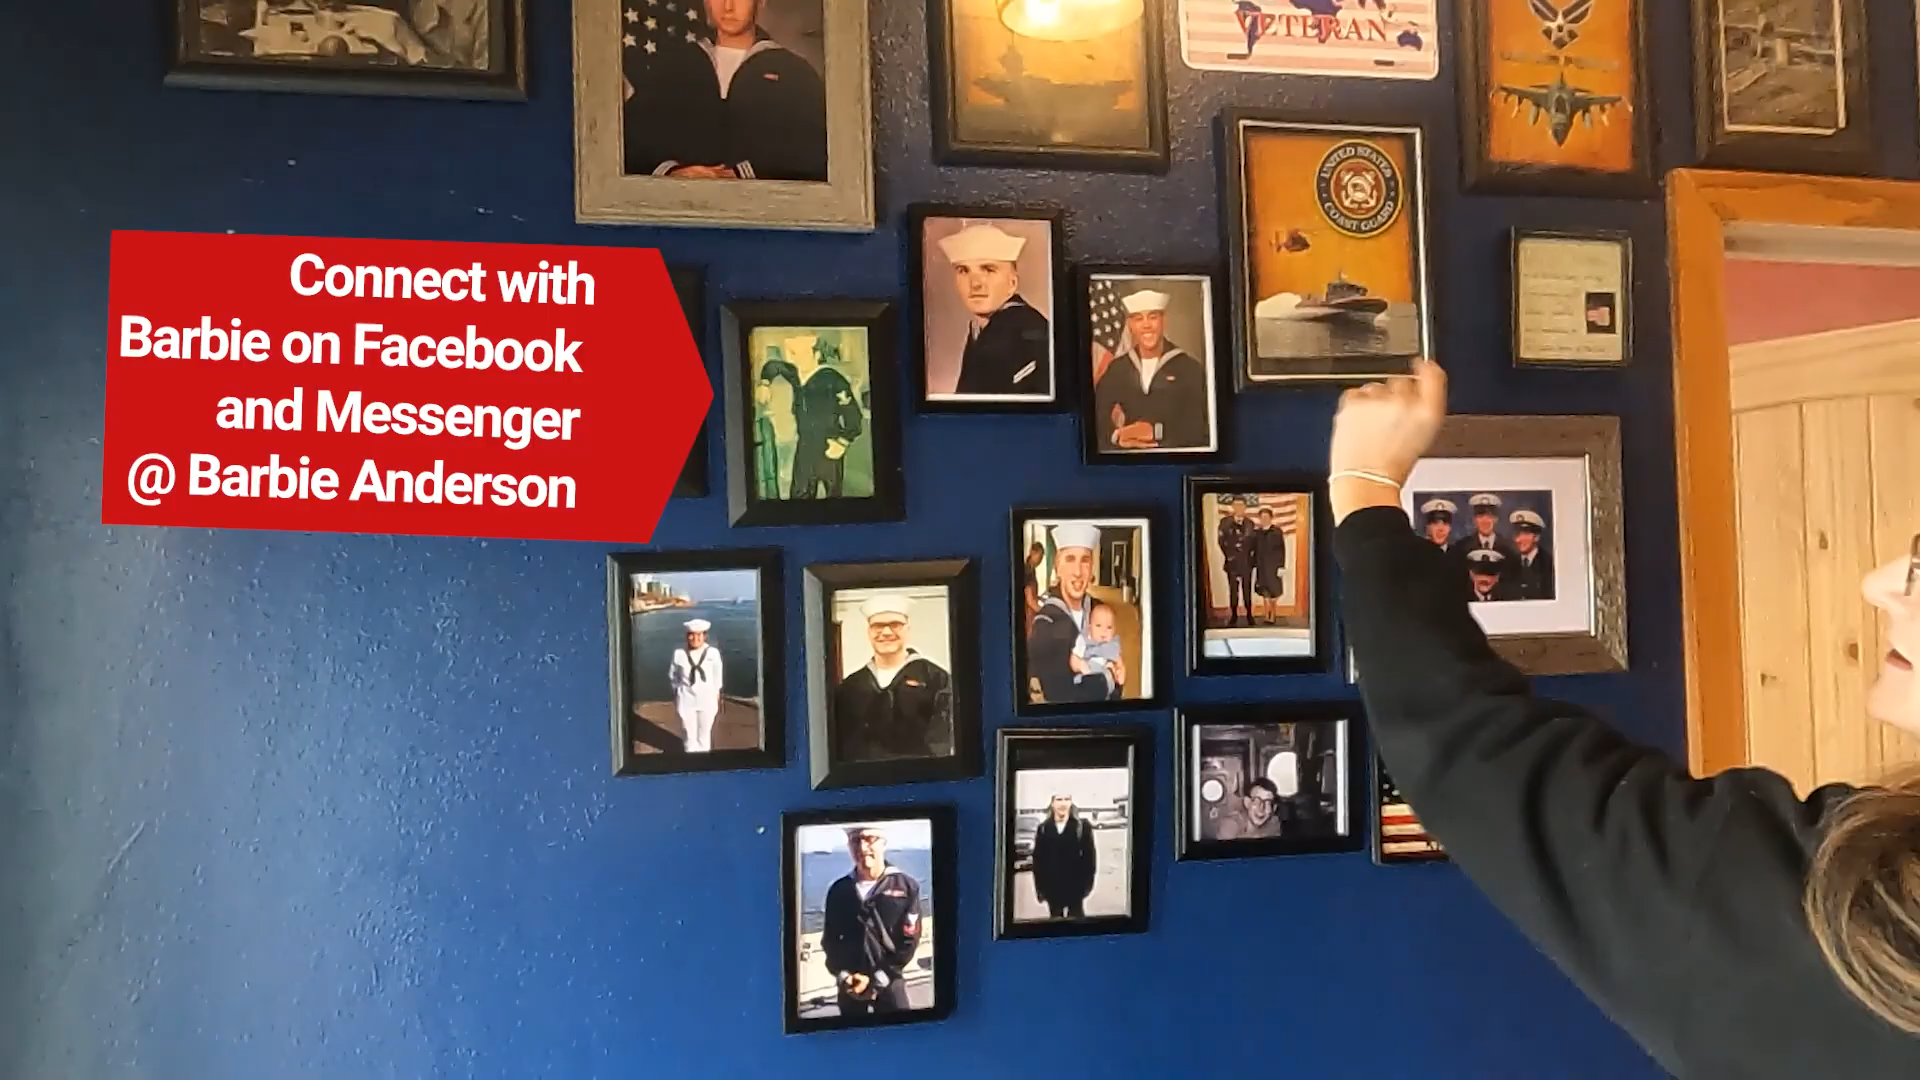 VETERAN
UNITED STATES
COAST GUARD
Connect with
Barbie on Facebook
and Messenger
@ Barbie Anderson